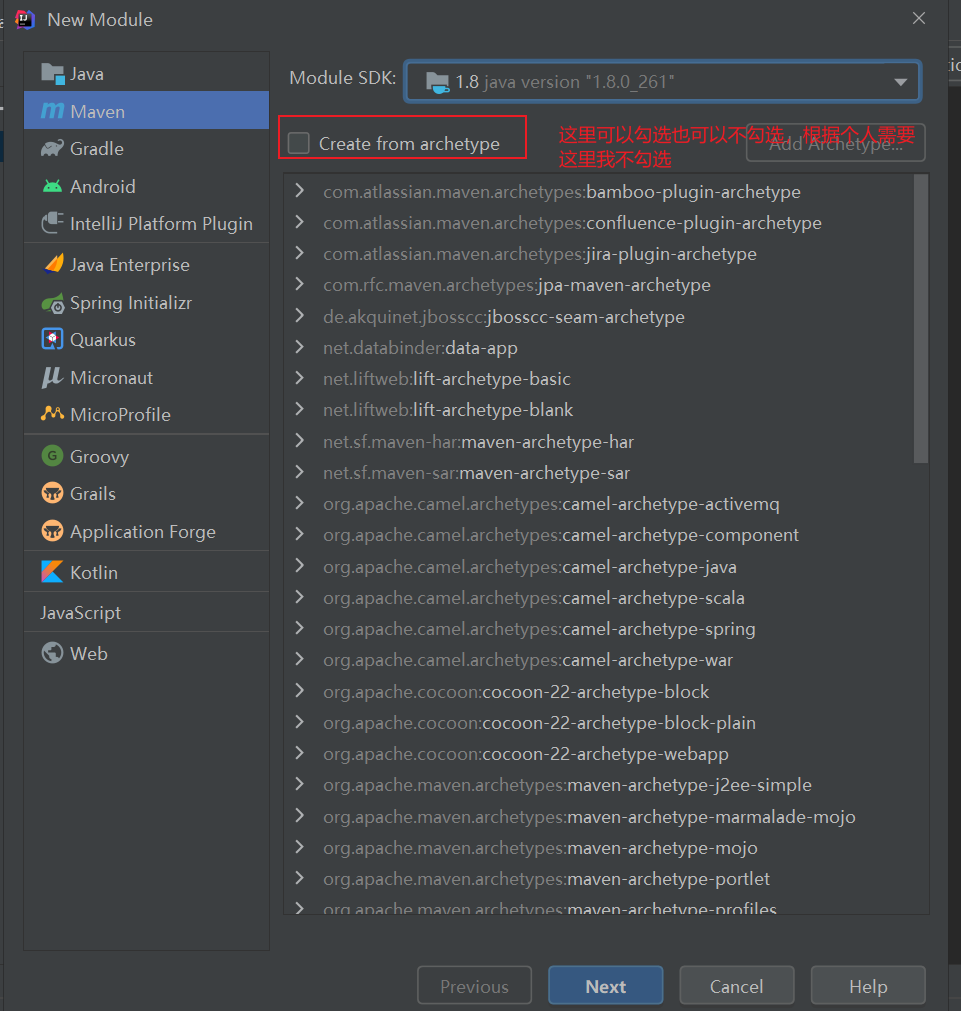 New Module
Java
Maven
Gradle
Android
IntelliJ Platform Plugin
Java Enterprise
Spring Initializr
Quarkus
Micronaut
MicroProfile
Groovy
Grails
Application Forge
Kotlin
JavaScript
Web
Module SDK: 1.8 java version "1.8.0_261"
Create from archetype
Add Archetype...
这里可以勾选也可以不勾选，根据个人需要
这里我不勾选
com.atlassian.maven.archetypes:bamboo-plugin-archetype
com.atlassian.maven.archetypes:confluence-plugin-archetype
com.atlassian.maven.archetypes:jira-plugin-archetype
com.rfc.maven.archetypes:jpa-maven-archetype
de.akquinet.jbosscc:jbosscc-seam-archetype
net.databinder:data-app
net.liftweb:lift-archetype-basic
net.liftweb:lift-archetype-blank
net.sf.maven-har:maven-archetype-har
net.sf.maven-sar:maven-archetype-sar
org.apache.camel.archetypes:camel-archetype-activemq
org.apache.camel.archetypes:camel-archetype-component
org.apache.camel.archetypes:camel-archetype-java
org.apache.camel.archetypes:camel-archetype-scala
org.apache.camel.archetypes:camel-archetype-spring
org.apache.camel.archetypes:camel-archetype-war
org.apache.cocoon:cocoon-22-archetype-block
org.apache.cocoon:cocoon-22-archetype-block-plain
org.apache.cocoon:cocoon-22-archetype-webapp
org.apache.maven.archetypes:maven-archetype-j2ee-simple
org.apache.maven.archetypes:maven-archetype-marmalade-mojo
org.apache.maven.archetypes:maven-archetype-mojo
org.apache.maven.archetypes:maven-archetype-portlet
org.apache.maven.archetypes:maven-archetype-profiles
Previous
Next
Cancel
Help